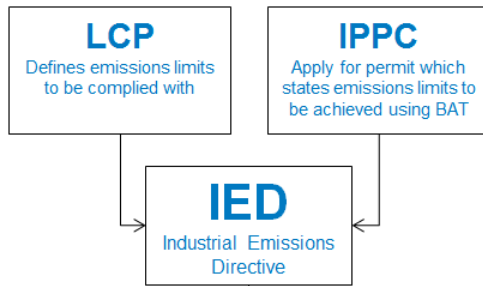 LCP
Defines emissions limits
to be complied with
IPPC
Apply for permit which
states emissions limits to
be achieved using BAT
IED
Industrial Emissions
Directive